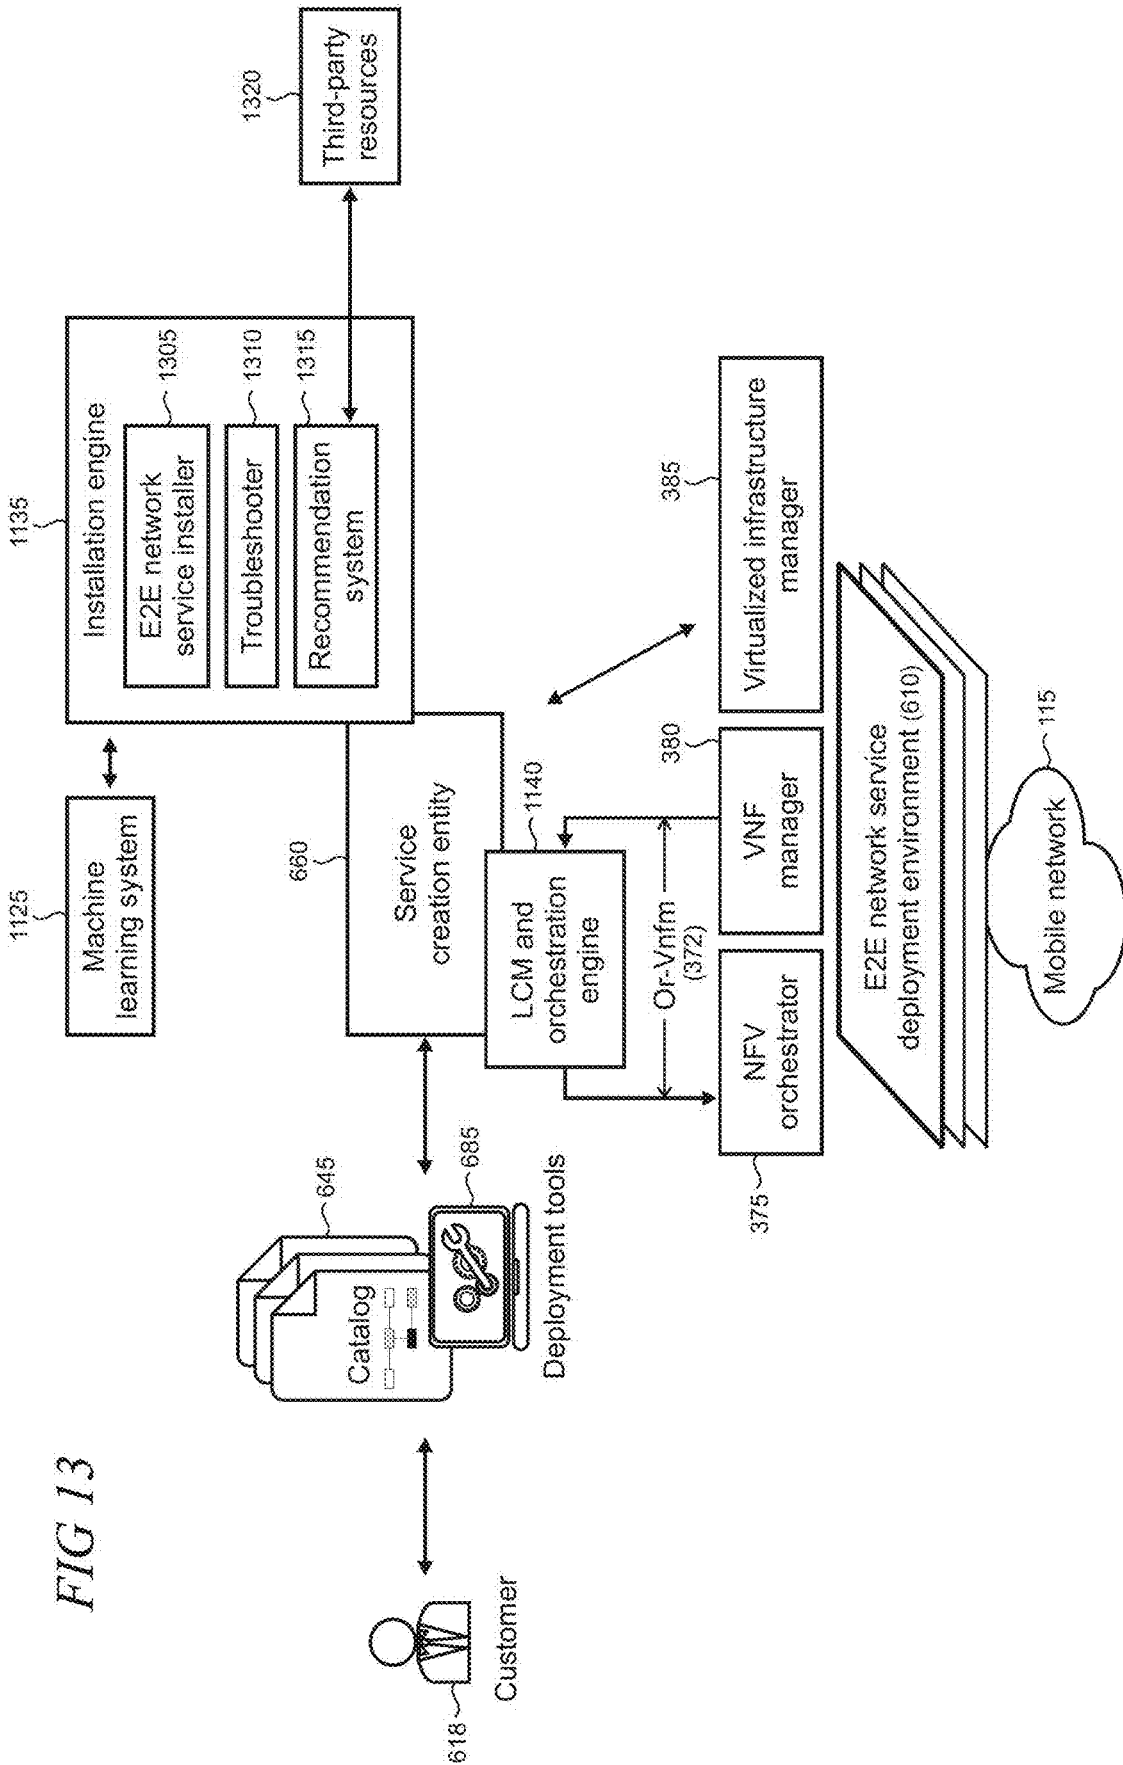 FIG 13
1125
Machine
learning system
1135
Installation engine
E2E network
service installer
1305
Troubleshooter
1310
Recommendation
system
1315
1320
Third-party
resources
660
Service
creation entity
1140
LCM and
orchestration
engine
645
Catalog
685
Deployment tools
618
Customer
Or-Vnfm
(372)
375
NFV
orchestrator
380
VNF
manager
385
Virtualized infrastructure
manager
E2E network service
deployment environment (610)
115
Mobile network